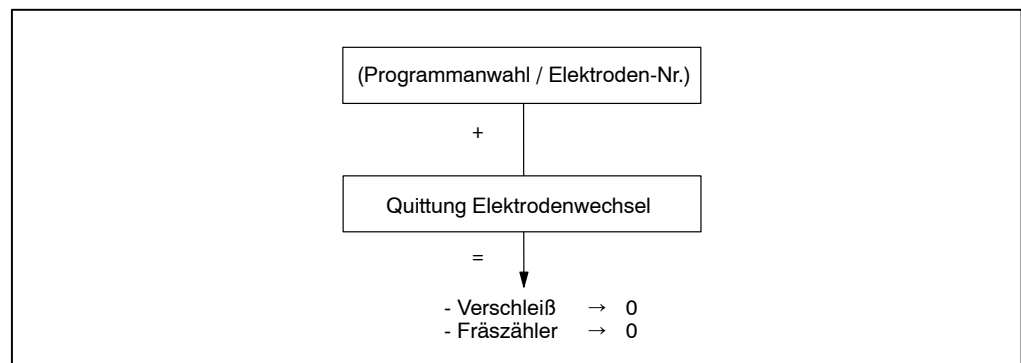 (Programmanwahl / Elektroden-Nr.)
+
Quittung Elektrodenwechsel
=
- Verschleiß → 0
- Fräszähler → 0